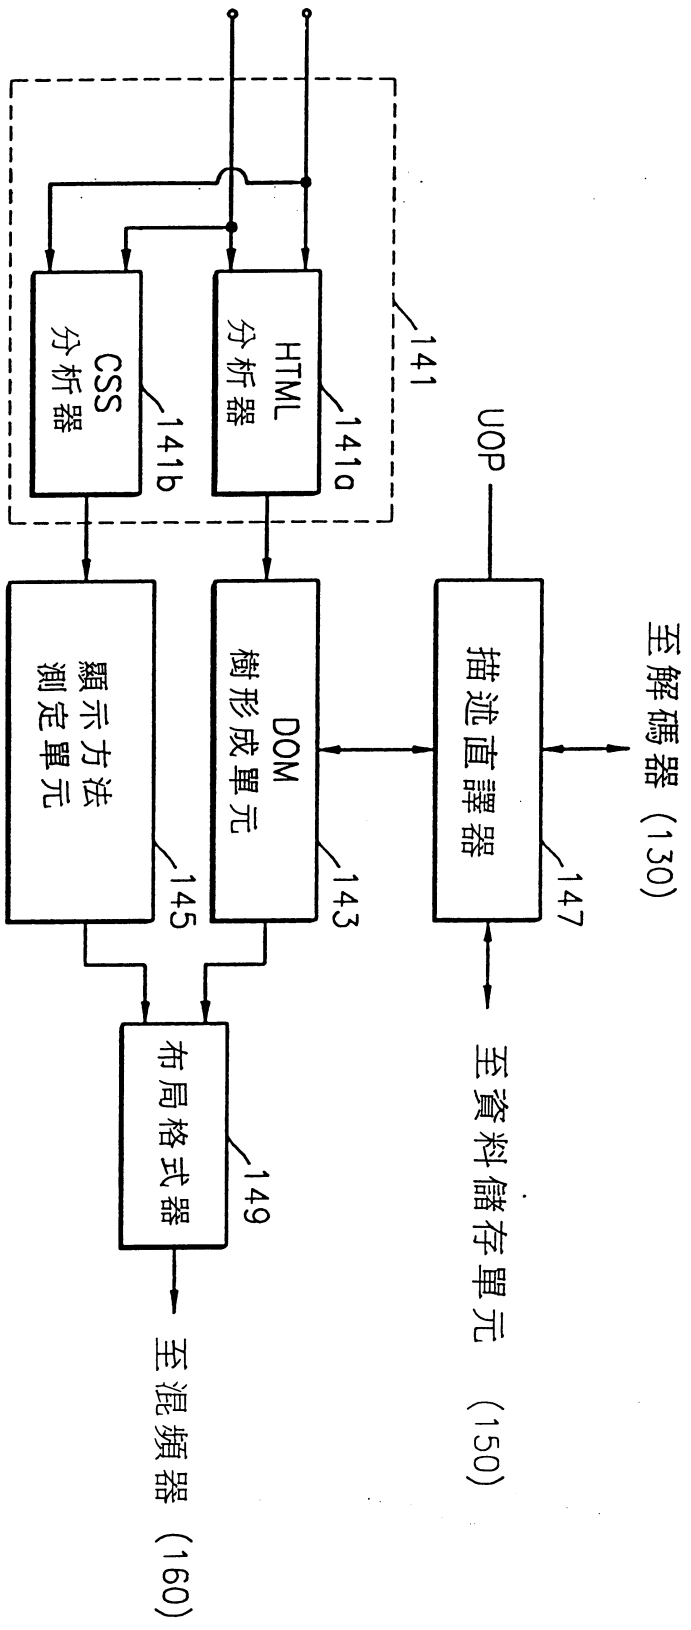 至解碼器 (130)
UOP
描述直譯器
147
至資料儲存單元 (150)
141
HTML
分析器
141a
DOM
樹形成單元
143
CSS
分析器
141b
顯示方法
測定單元
145
布局格式器
149
至混頻器 (160)